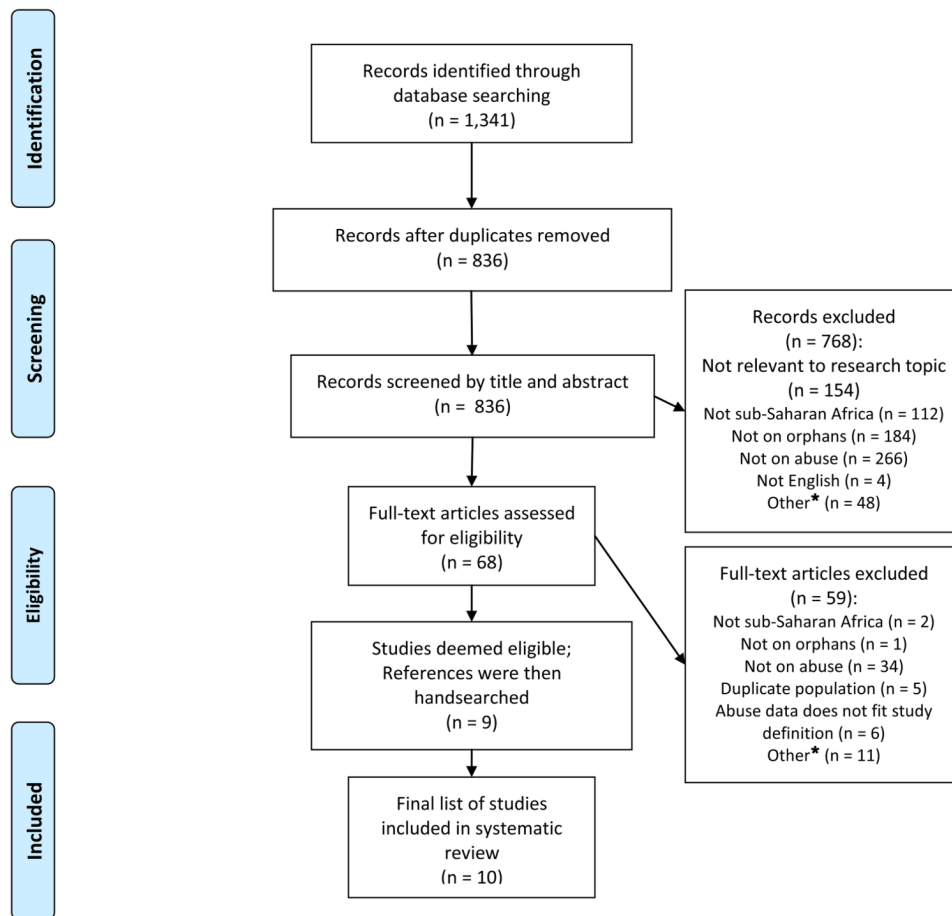 Identification
Records identified through
database searching
(n = 1,341)
Records after duplicates removed
(n = 836)
Screening
Records screened by title and abstract
(n = 836)
Records excluded
(n = 768):
Not relevant to research topic
(n = 154)
Not sub-Saharan Africa (n = 112)
Not on orphans (n = 184)
Not on abuse (n = 266)
Not English (n = 4)
Other* (n = 48)
Eligibility
Full-text articles assessed
for eligibility
(n = 68)
Full-text articles excluded
(n = 59):
Not sub-Saharan Africa (n = 2)
Not on orphans (n = 1)
Not on abuse (n = 34)
Duplicate population (n = 5)
Abuse data does not fit study
definition (n = 6)
Other* (n = 11)
Studies deemed eligible;
References were then
handsearched
(n = 9)
Included
Final list of studies
included in systematic
review
(n = 10)